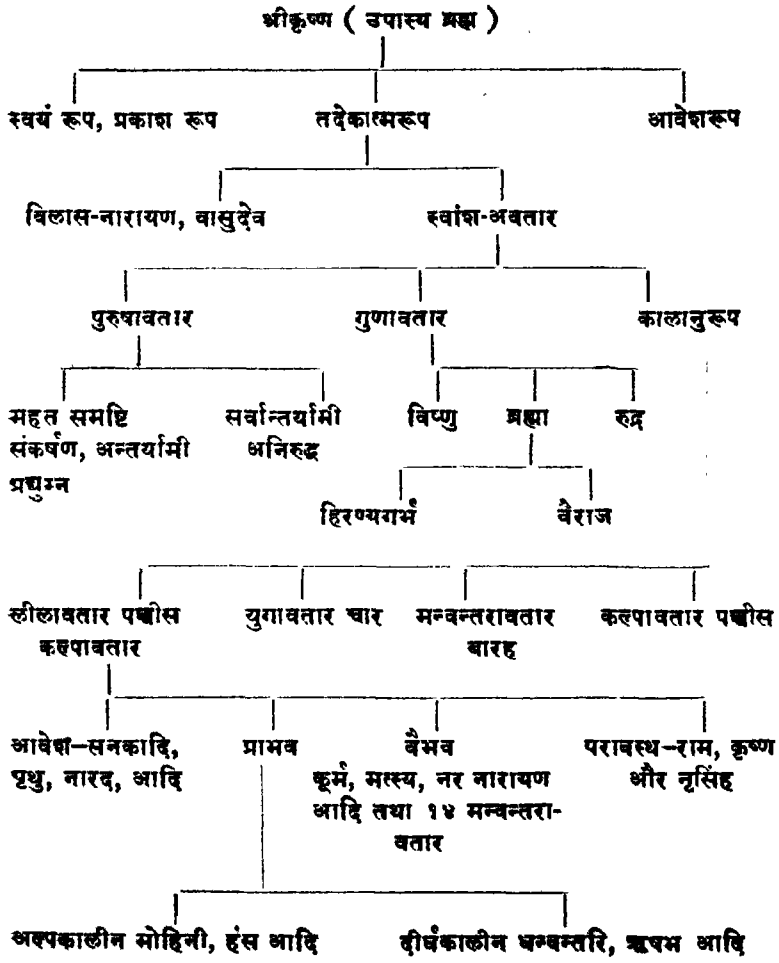 श्रीकृष्ण ( उपास्य ब्रह्म )
स्वयं रूप, प्रकाश रूप तदेकात्मरूप आवेशरूप
विलास-नारायण, वासुदेव स्वांश-अवतार
पुरुषावतार गुणावतार कालानुरूप
महत समष्टि सर्वान्तर्यामी विष्णु ब्रह्मा रुद्र
संकर्षण, अन्तर्यामी अनिरुद्ध
प्रद्युम्न
हिरण्यगर्भ वैराज
लीलावतार पच्चीस युगावतार चार मन्वन्तरावतार कल्पावतार पच्चीस
कल्पावतार बारह
आवेश-सनकादि, प्राभव वैभव परावस्थ-राम, कृष्ण
पृथु, नारद, आदि कूर्म, मत्स्य, नर नारायण और नृसिंह
आदि तथा १४ मन्वन्तरा-
वतार
अल्पकालीन मोहिनी, हंस आदि दीर्घकालीन धन्वन्तरि, ऋषभ आदि